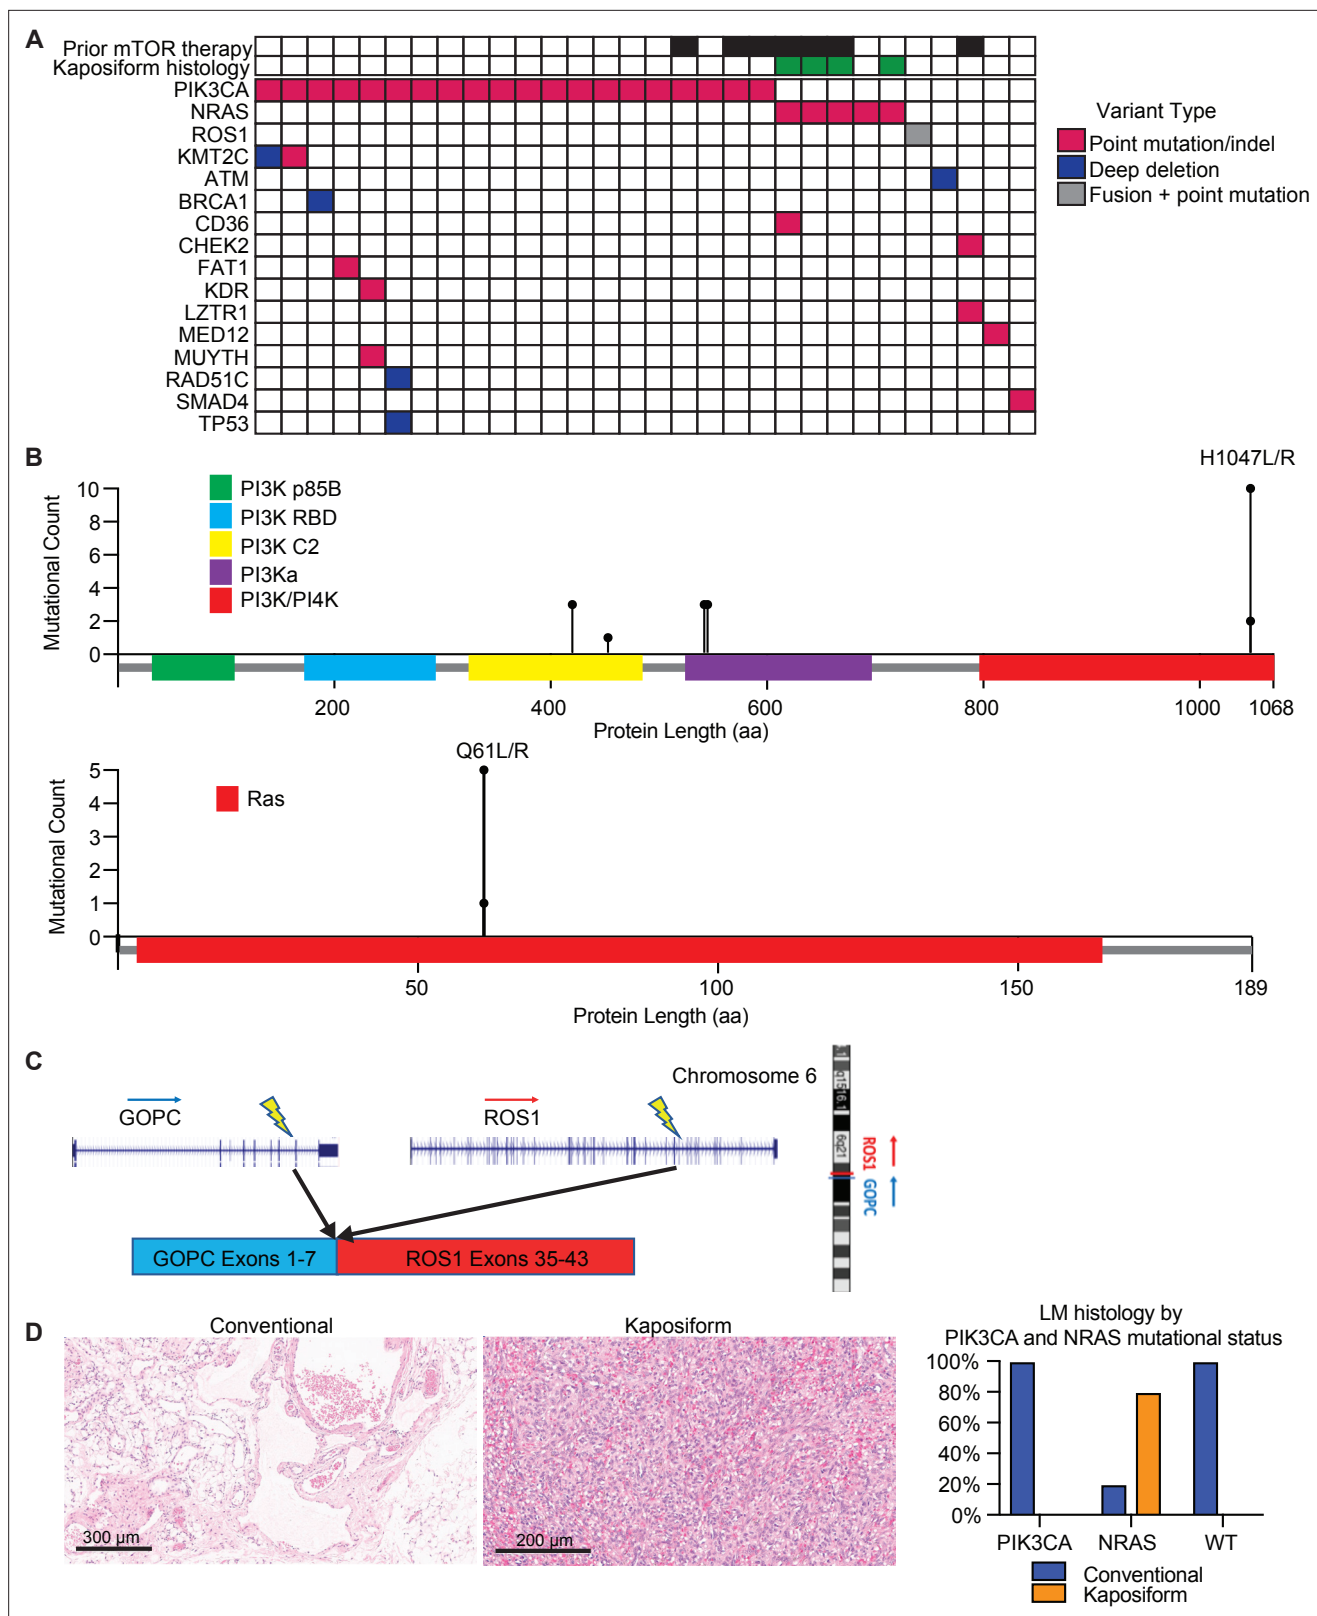 A
Prior mTOR therapy
Kaposiform histology
PIK3CA
NRAS
ROS1
KMT2C
ATM
BRCA1
CD36
CHEK2
FAT1
KDR
LZTR1
MED12
MUYTH
RAD51C
SMAD4
TP53
Variant Type
Point mutation/indel
Deep deletion
Fusion + point mutation
B
H1047L/R
Mutational Count
10
8
6
4
2
0
PI3K p85B
PI3K RBD
PI3K C2
PI3Ka
PI3K/PI4K
200 400 600 800 1000 1068
Protein Length (aa)
Q61L/R
Mutational Count
5
4
3
2
1
0
Ras
50 100 150 189
Protein Length (aa)
C
Chromosome 6
GOPC
ROS1
GOPC Exons 1-7
ROS1 Exons 35-43
q15
16.1
6q21
ROS1
GOPC
D
Conventional
Kaposiform
300 µm
200 µm
LM histology by
PIK3CA and NRAS mutational status
100%
80%
60%
40%
20%
0%
PIK3CA NRAS WT
Conventional
Kaposiform